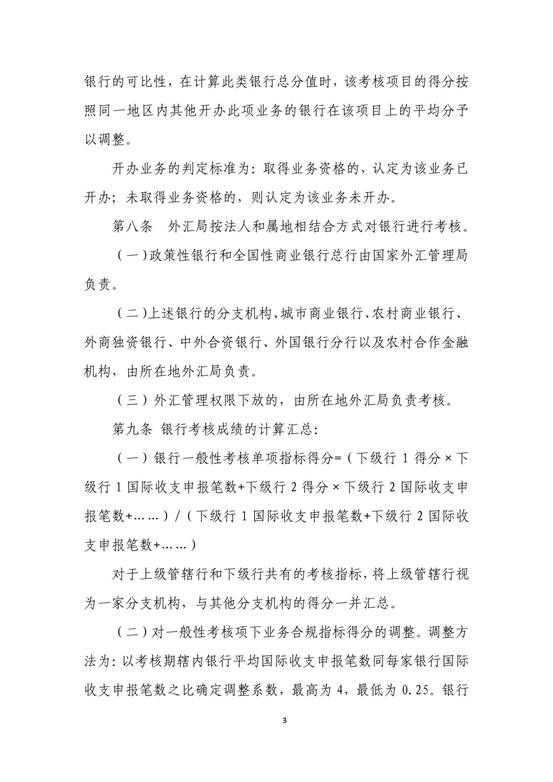 银行的可比性，在计算此类银行总分值时，该考核项目的得分按
照同一地区内其他开办此项业务的银行在该项目上的平均分予
以调整。
开办业务的判定标准为：取得业务资格的，认定为该业务已
开办；未取得业务资格的，则认定为该业务未开办。
第八条　外汇局按法人和属地相结合方式对银行进行考核。
（一）政策性银行和全国性商业银行总行由国家外汇管理局
负责。
（二）上述银行的分支机构、城市商业银行、农村商业银行、
外商独资银行、中外合资银行、外国银行分行以及农村合作金融
机构，由所在地外汇局负责。
（三）外汇管理权限下放的，由所在地外汇局负责考核。
第九条 银行考核成绩的计算汇总：
（一）银行一般性考核单项指标得分=（下级行 1 得分×下
级行 1 国际收支申报笔数+下级行 2 得分×下级行 2 国际收支申
报笔数+……）/（下级行 1 国际收支申报笔数+下级行 2 国际收
支申报笔数+……）
对于上级管辖行和下级行共有的考核指标，将上级管辖行视
为一家分支机构，与其他分支机构的得分一并汇总。
（二）对一般性考核项下业务合规指标得分的调整。调整方
法为：以考核期辖内银行平均国际收支申报笔数同每家银行国际
收支申报笔数之比确定调整系数，最高为 4，最低为 0.25。银行
3